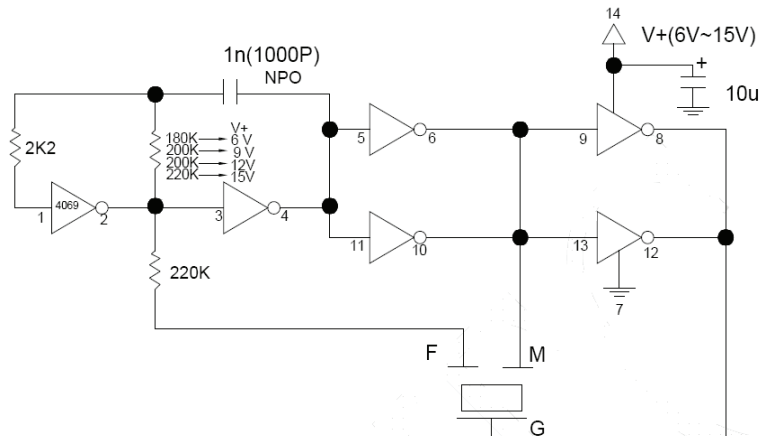 14
V+(6V~15V)
1n(1000P)
NPO
+
10u
2K2
V+
180K 6 V
200K 9 V
200K 12V
220K 15V
5
6
9
8
1
4069
2
3
4
11
10
13
12
220K
7
F
M
G